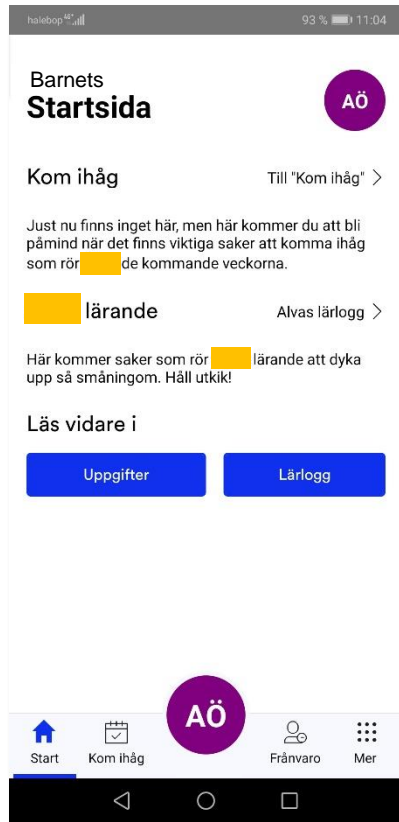 halebop 4G+ 93 % 11:04
Barnets
Startsida
AÖ
Kom ihåg
Till "Kom ihåg"
Just nu finns inget här, men här kommer du att bli
påmind när det finns viktiga saker att komma ihåg
som rör de kommande veckorna.
lärande
Alvas lärlogg
Här kommer saker som rör lärande att dyka
upp så småningom. Håll utkik!
Läs vidare i
Uppgifter
Lärlogg
AÖ
Start
Kom ihåg
Frånvaro
Mer